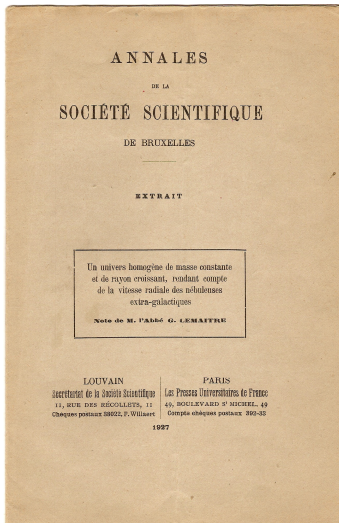 ANNALES
DE LA
SOCIÉTÉ SCIENTIFIQUE
DE BRUXELLES
EXTRAIT
Un univers homogène de masse constante
et de rayon croissant, rendant compte
de la vitesse radiale des nébuleuses
extra-galactiques
Note de M. l'Abbé G. LEMAITRE
LOUVAIN
Secrétariat de la Société Scientifique
11, RUE DES RÉCOLLETS, 11
Chèques postaux 38022, F. Willaert
PARIS
Les Presses Universitaires de France
49, BOULEVARD St MICHEL, 49
Compte chèques postaux 392-33
1927